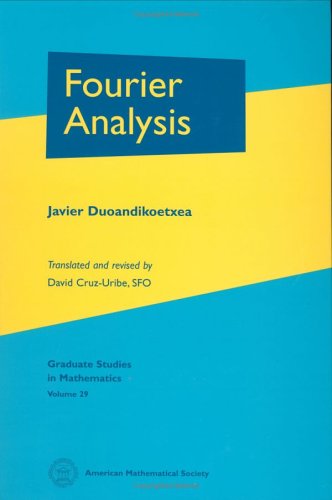 Fourier
Analysis
Javier Duoandikoetxea
Translated and revised by
David Cruz-Uribe, SFO
Graduate Studies
in Mathematics
Volume 29
American Mathematical Society